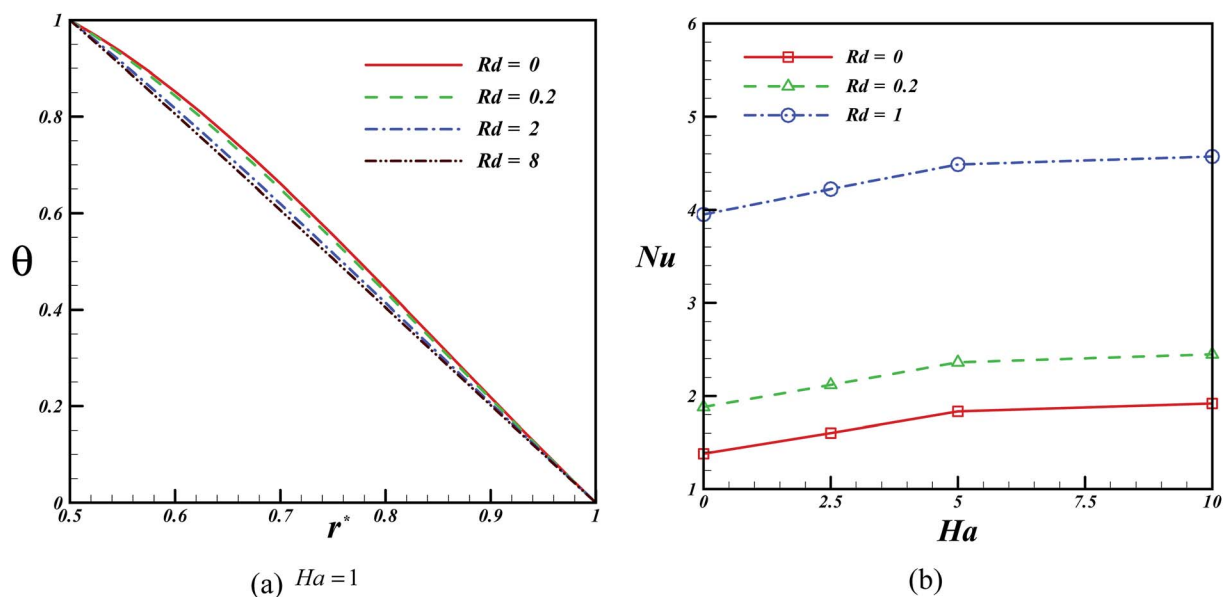 1
0.8
0.6
0.4
0.2
0
θ
Rd = 0
Rd = 0.2
Rd = 2
Rd = 8
0.5
0.6
0.7
0.8
0.9
1
r*
(a) Ha = 1
6
5
4
3
2
1
Nu
Rd = 0
Rd = 0.2
Rd = 1
0
2.5
5
7.5
10
Ha
(b)